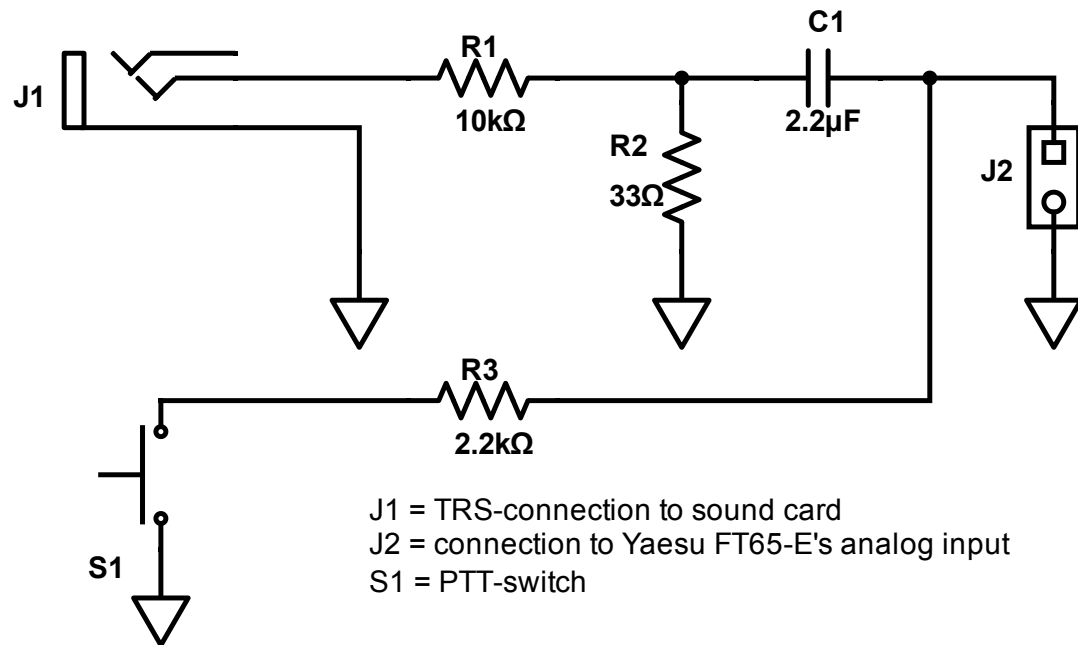 C1
R1
J1
10kΩ
2.2µF
R2
J2
33Ω
R3
2.2kΩ
J1 = TRS-connection to sound card
J2 = connection to Yaesu FT65-E's analog input
S1
S1 = PTT-switch